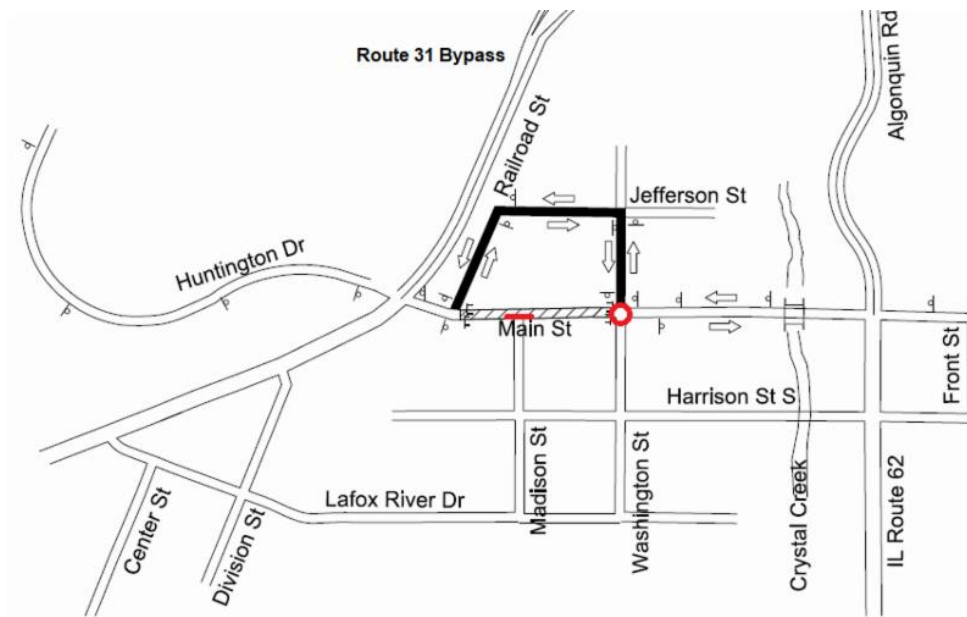 Route 31 Bypass
Algonquin Rd
Railroad St
Jefferson St
Huntington Dr
Main St
Front St
Harrison St S
Madison St
Washington St
Lafox River Dr
Crystal Creek
IL Route 62
Center St
Division St